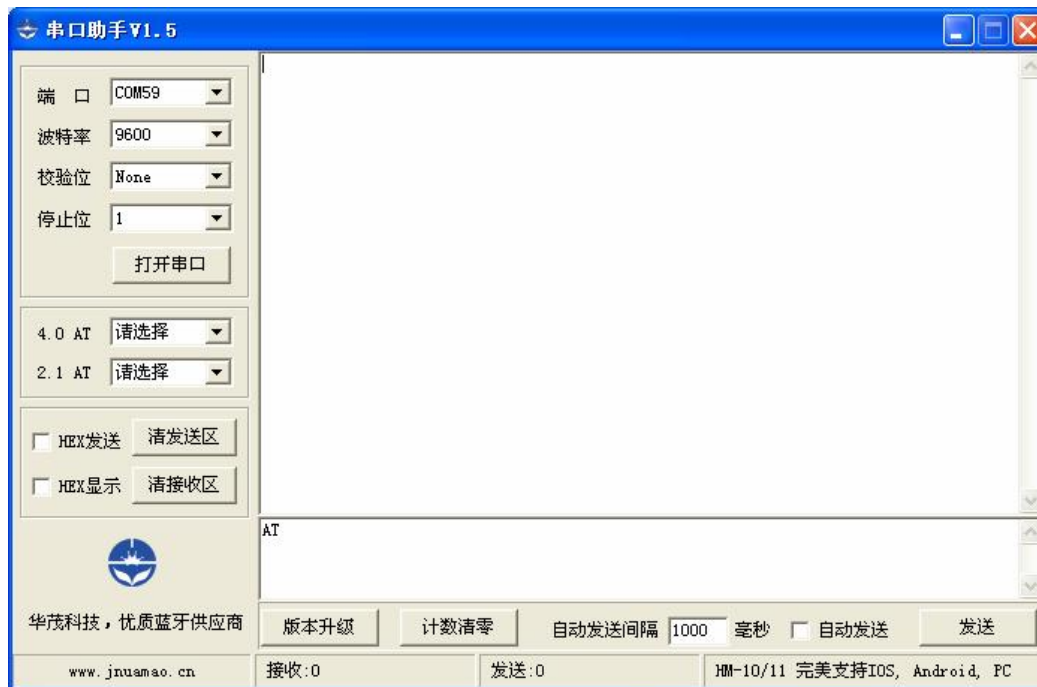 串口助手V1.5
端 口 COM59
波特率 9600
校验位 None
停止位 1
打开串口
4.0 AT 请选择
2.1 AT 请选择
HEX发送 清发送区
HEX显示 清接收区
AT
华茂科技，优质蓝牙供应商
版本升级 计数清零 自动发送间隔 1000 毫秒 自动发送 发送
www.jnuamao.cn 接收:0 发送:0 HM-10/11 完美支持IOS, Android, PC